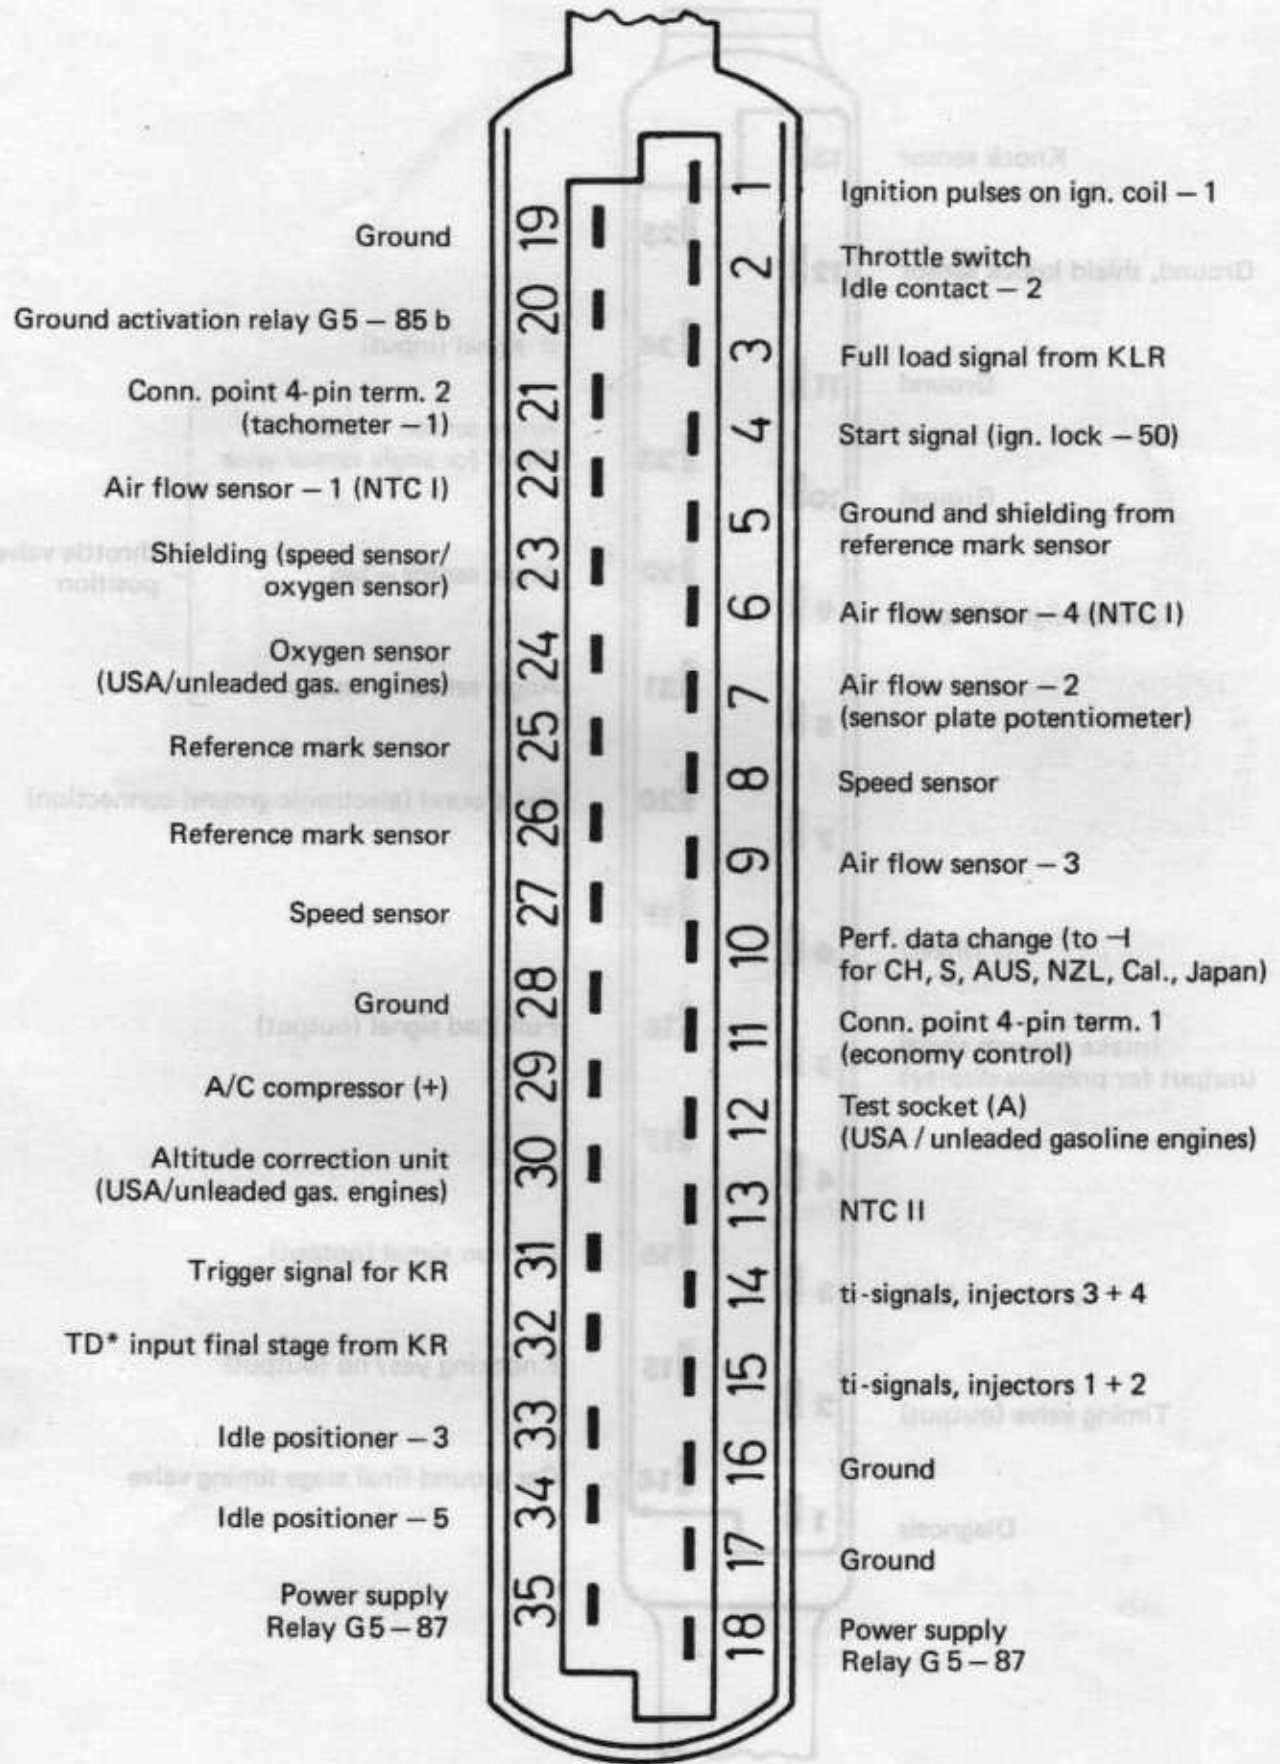 19
Ground
20
Ground activation relay G5 – 85 b
21
Conn. point 4-pin term. 2
(tachometer – 1)
22
Air flow sensor – 1 (NTC I)
23
Shielding (speed sensor/
oxygen sensor)
24
Oxygen sensor
(USA/unleaded gas. engines)
25
Reference mark sensor
26
Reference mark sensor
27
Speed sensor
28
Ground
29
A/C compressor (+)
30
Altitude correction unit
(USA/unleaded gas. engines)
31
Trigger signal for KR
32
TD* input final stage from KR
33
Idle positioner – 3
34
Idle positioner – 5
35
Power supply
Relay G5 – 87
1
Ignition pulses on ign. coil – 1
2
Throttle switch
Idle contact – 2
3
Full load signal from KLR
4
Start signal (ign. lock – 50)
5
Ground and shielding from
reference mark sensor
6
Air flow sensor – 4 (NTC I)
7
Air flow sensor – 2
(sensor plate potentiometer)
8
Speed sensor
9
Air flow sensor – 3
10
Perf. data change (to ⊣
for CH, S, AUS, NZL, Cal., Japan)
11
Conn. point 4-pin term. 1
(economy control)
12
Test socket (A)
(USA / unleaded gasoline engines)
13
NTC II
14
ti-signals, injectors 3 + 4
15
ti-signals, injectors 1 + 2
16
Ground
17
Ground
18
Power supply
Relay G 5 – 87